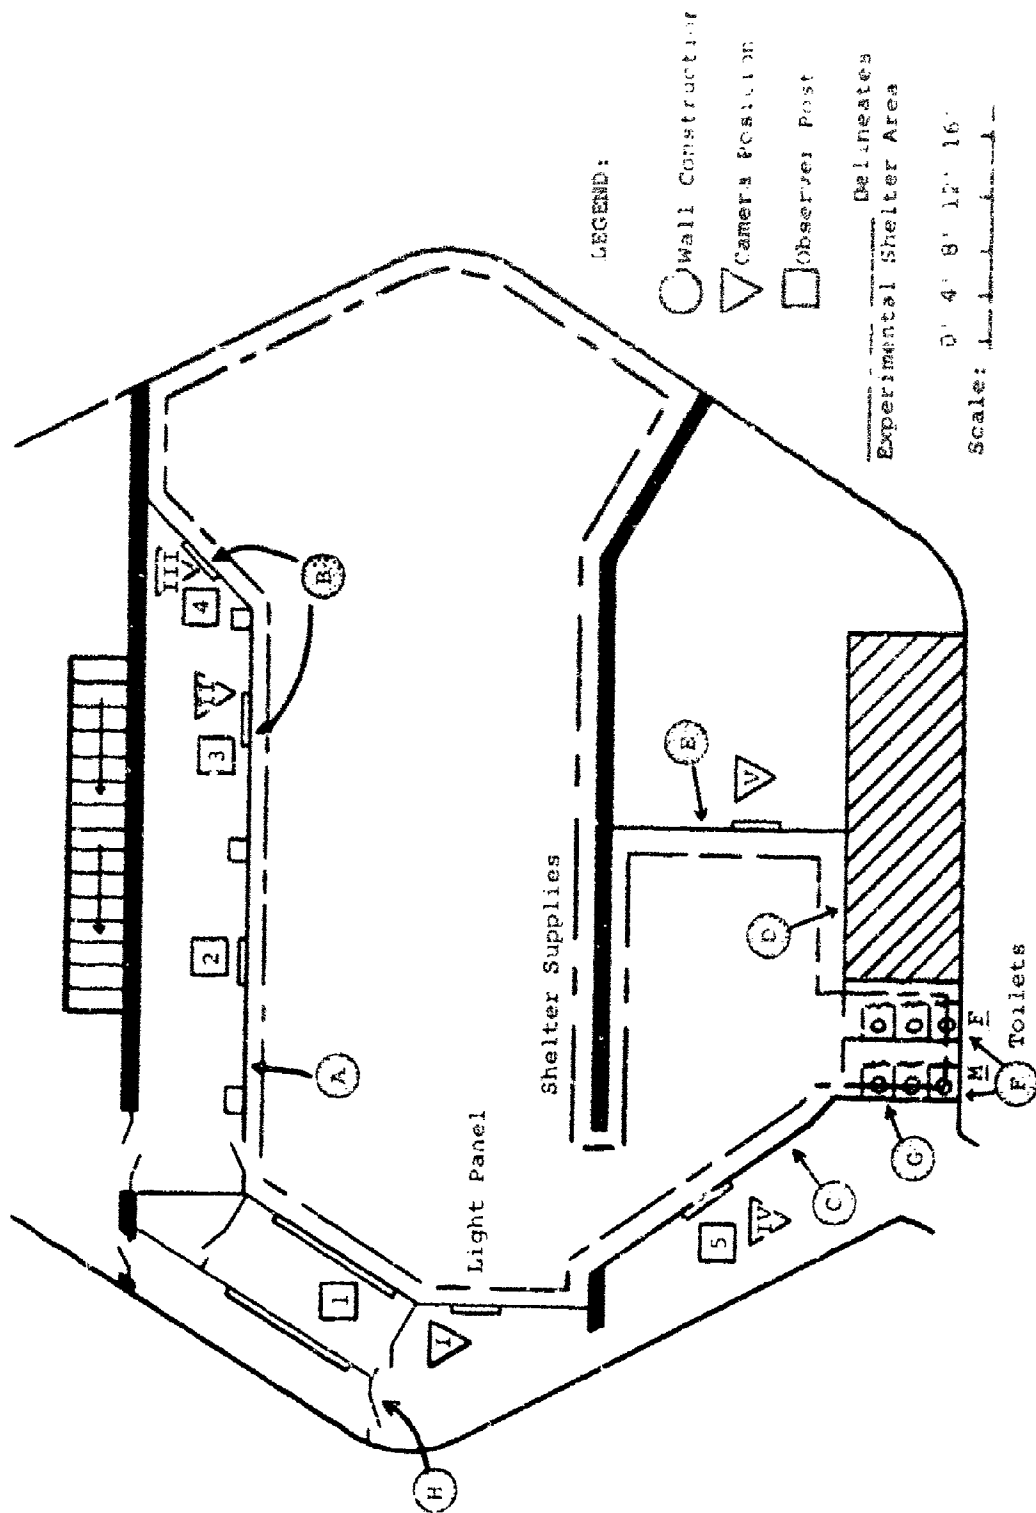 LEGEND:
Wall Construction
Camera Position
Observer Post
Delineates
Experimental Shelter Area
0' 4' 8' 12' 16'
Scale:
III
4
B
II
3
2
A
Shelter Supplies
Light Panel
1
I
H
E
V
D
5
IV
C
G
M F
F
Toilets